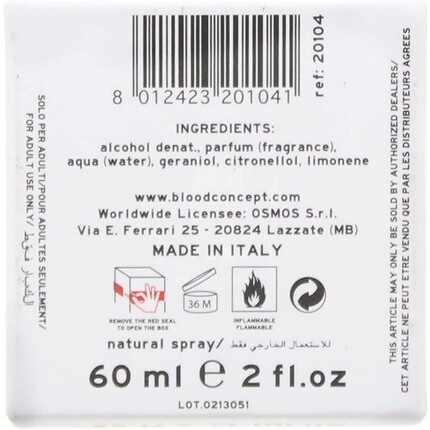 8 012423 201041
ref: 20104
INGREDIENTS:
alcohol denat., parfum (fragrance),
aqua (water), geraniol, citronellol, limonene
www.bloodconcept.com
Worldwide Licensee: OSMOS S.r.l.
Via E. Ferrari 25 - 20824 Lazzate (MB)
MADE IN ITALY
REMOVE THE RED SEAL
TO OPEN THE BOX
36 M
INFLAMMABLE
FLAMMABLE
natural spray/ للاستعمال الخارجي فقط
60 ml e 2 fl.oz
LOT.0213051
SOLO PER ADULTI/POUR ADULTES SEULEMENT/
FOR ADULT USE ONLY/ للكبار فقط
THIS ARTICLE MAY ONLY BE SOLD BY AUTHORIZED DEALERS/
CET ARTICLE NE PEUT ETRE VENDU QUE PAR LES DISTRIBUTEURS AGREES